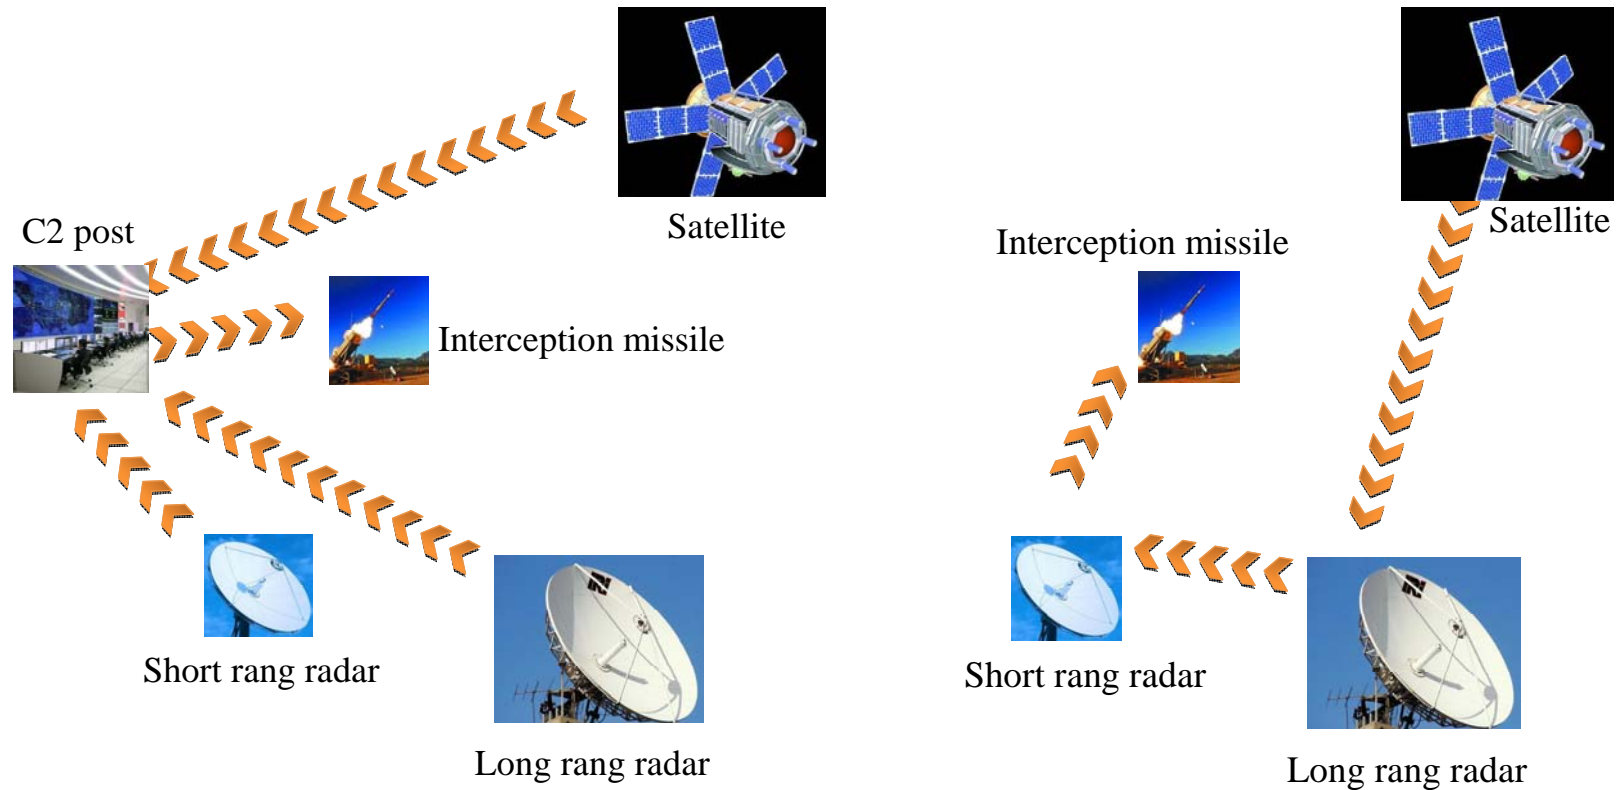 C2 post
Satellite
Interception missile
Short rang radar
Long rang radar
Interception missile
Satellite
Short rang radar
Long rang radar